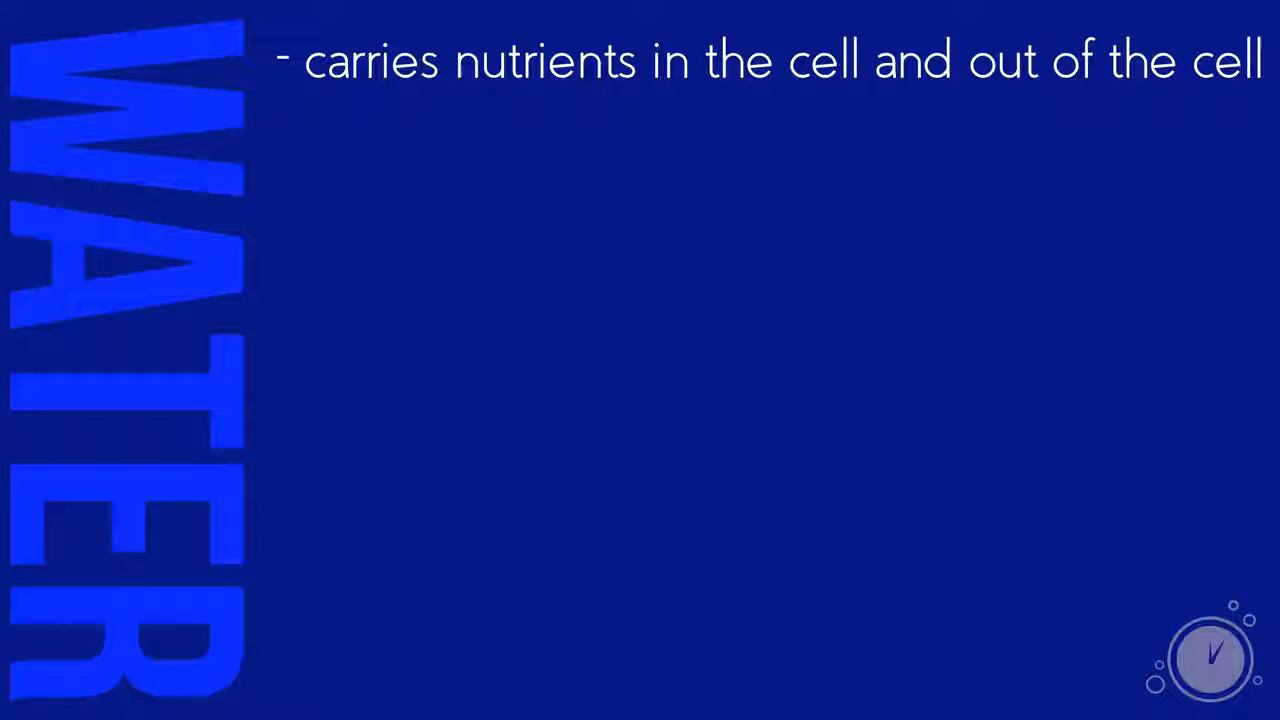 WATER
- carries nutrients in the cell and out of the cell